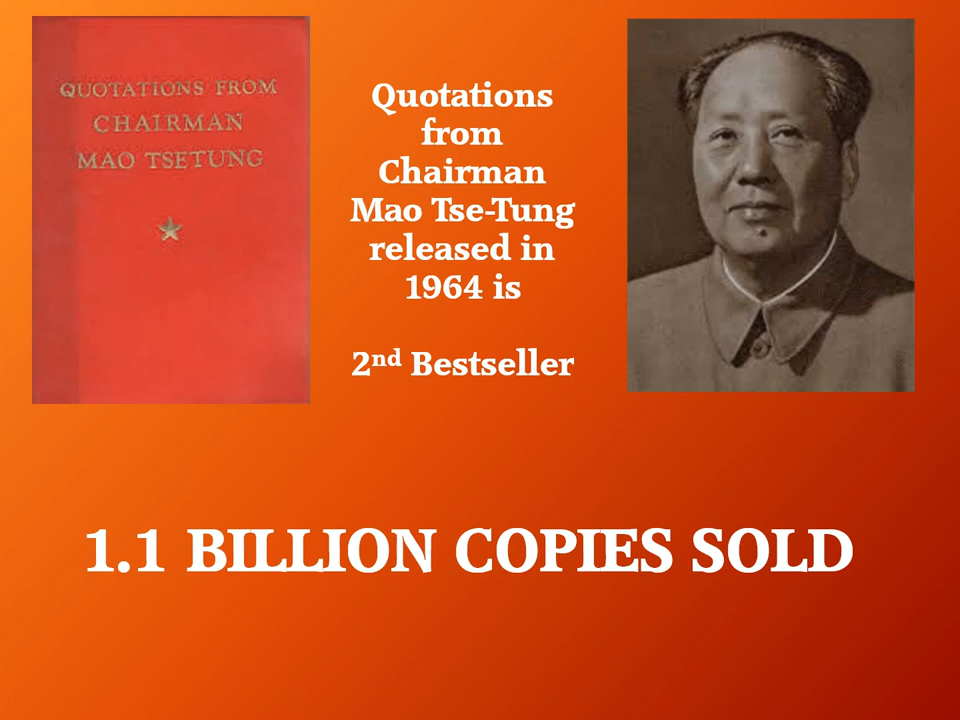 QUOTATIONS FROM
CHAIRMAN
MAO TSETUNG
Quotations
from
Chairman
Mao Tse-Tung
released in
1964 is
2nd Bestseller
1.1 BILLION COPIES SOLD